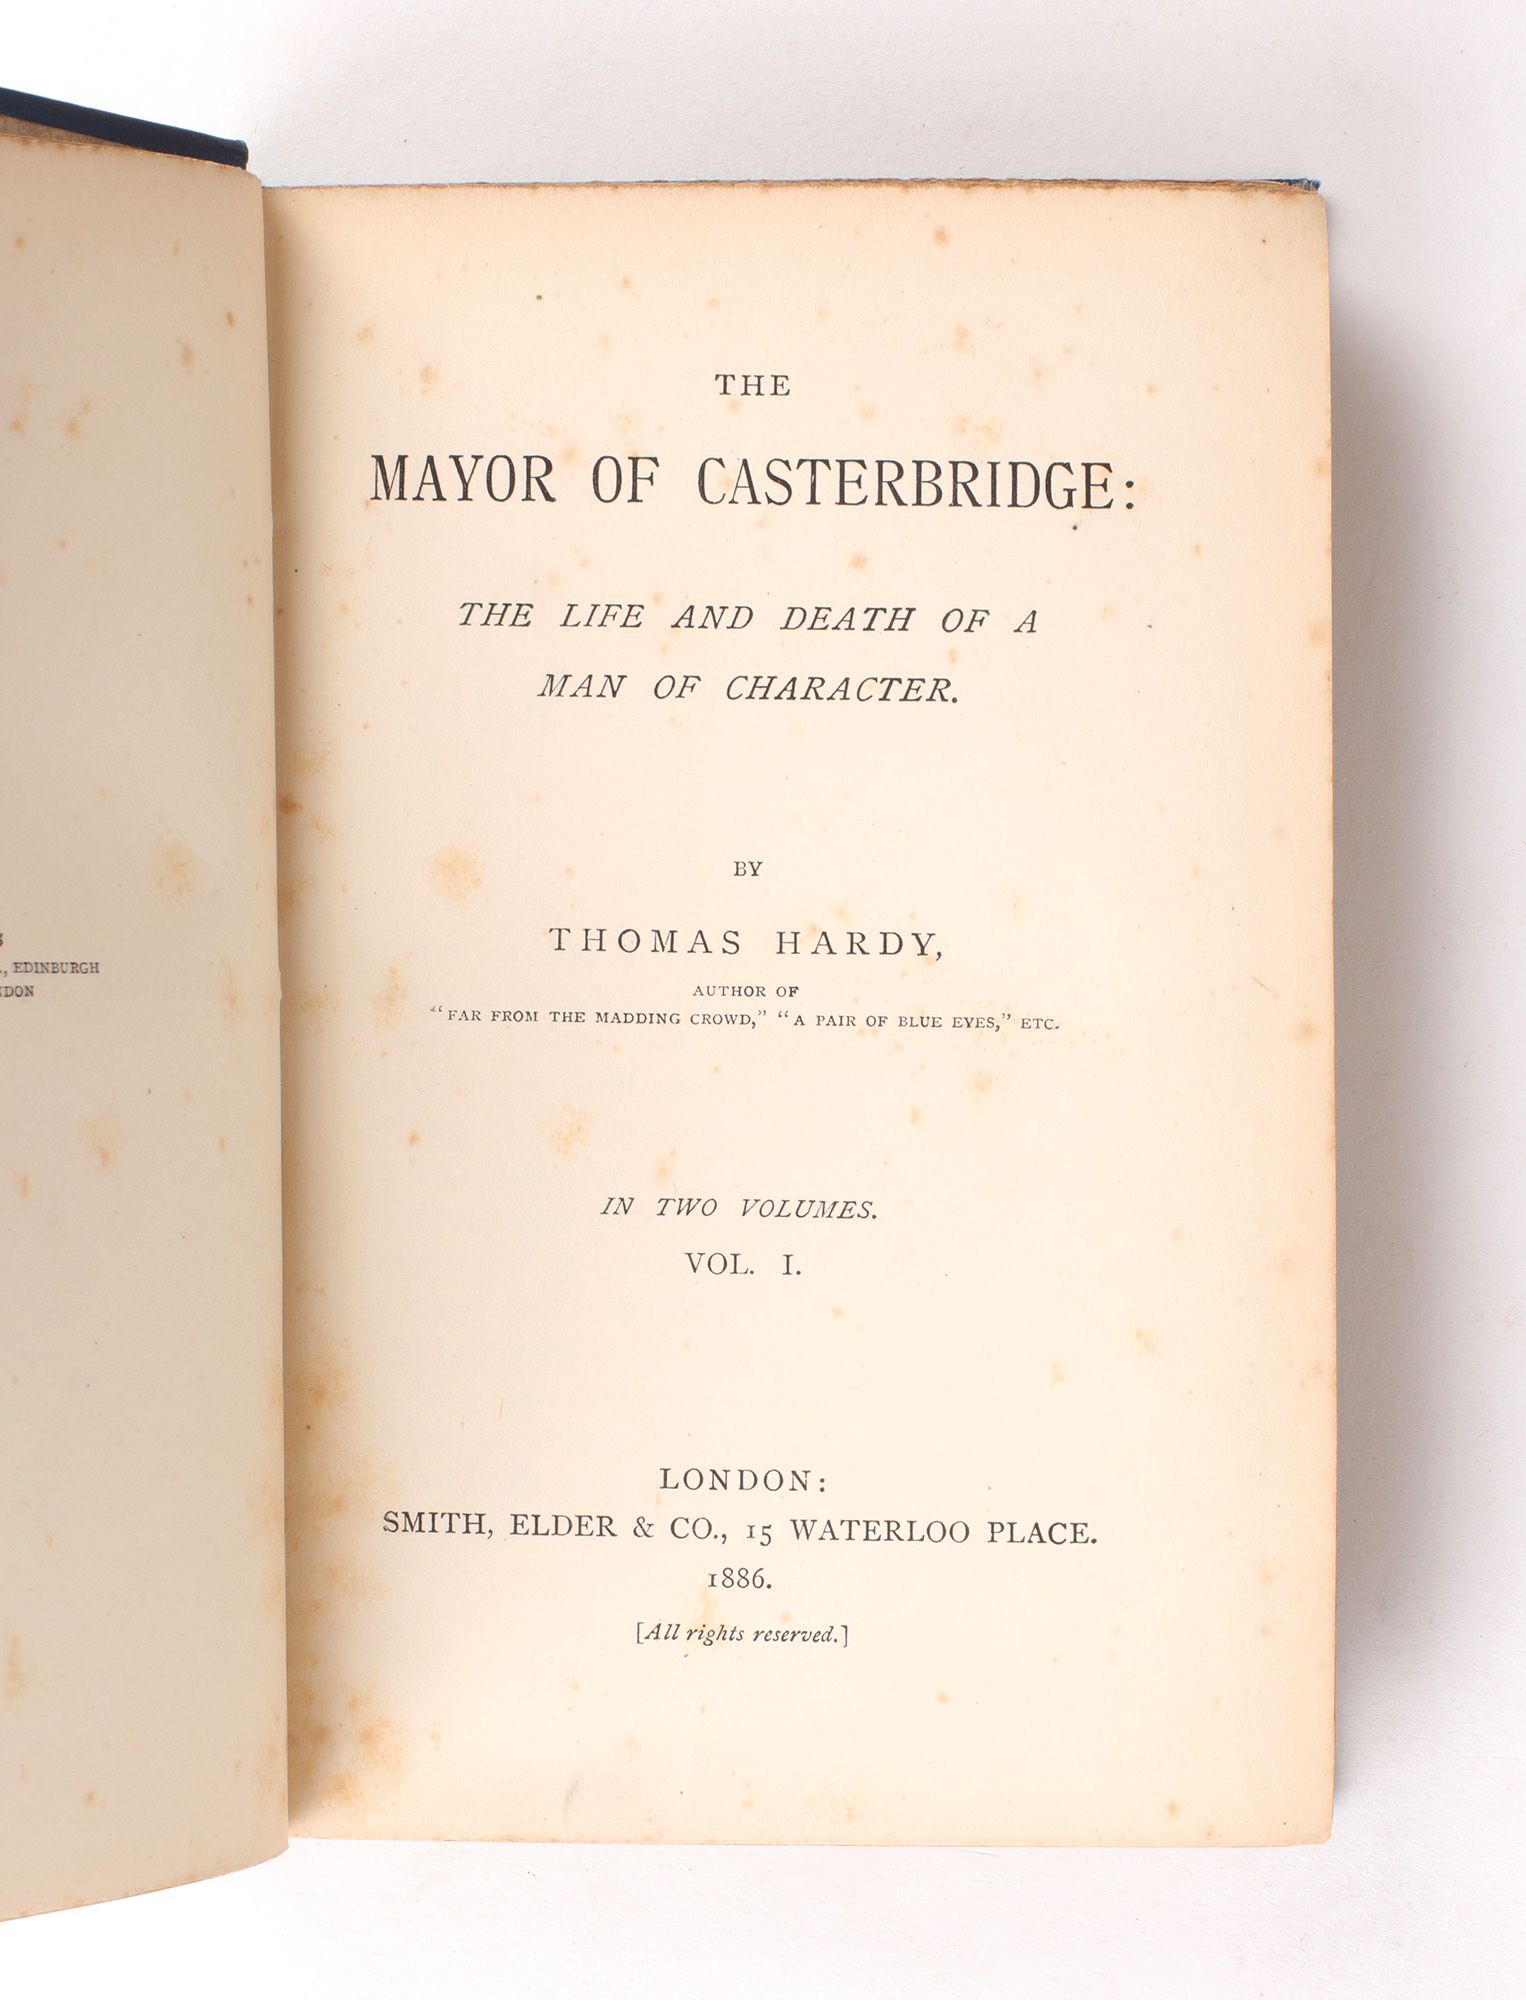 EDINBURGH
THE
MAYOR OF CASTERBRIDGE:
THE LIFE AND DEATH OF A
MAN OF CHARACTER.
BY
THOMAS HARDY,
AUTHOR OF
“FAR FROM THE MADDING CROWD,” “A PAIR OF BLUE EYES,” ETC.
IN TWO VOLUMES.
VOL. I.
LONDON:
SMITH, ELDER & CO., 15 WATERLOO PLACE.
1886.
[All rights reserved.]